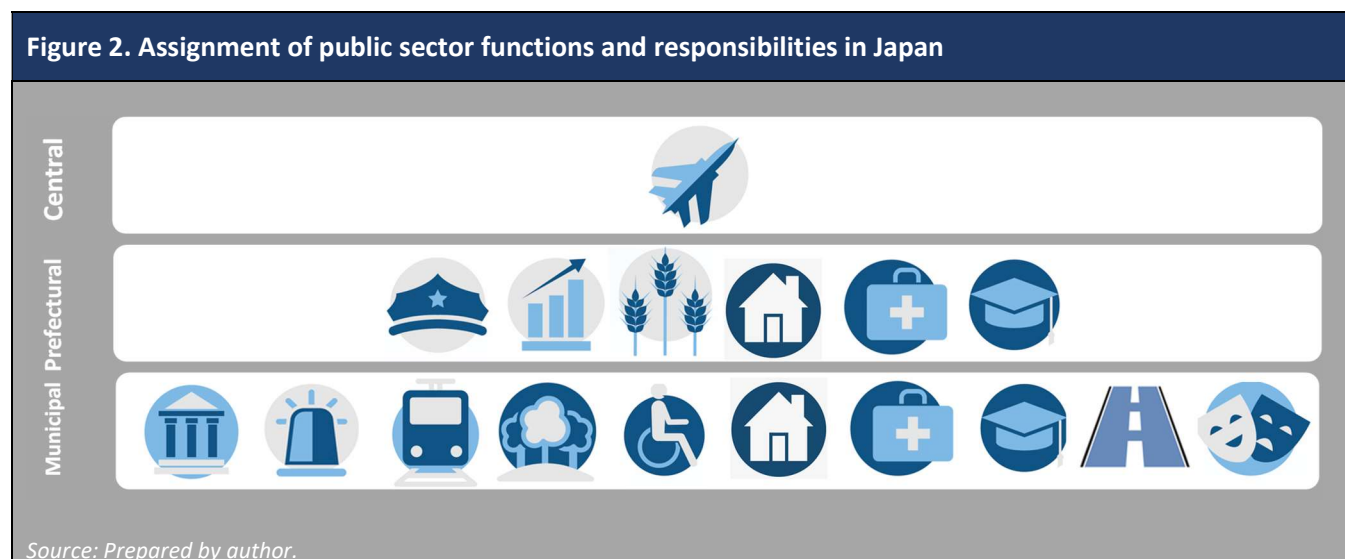 Figure 2. Assignment of public sector functions and responsibilities in Japan
Central
Prefectural
Municipal
Source: Prepared by author.